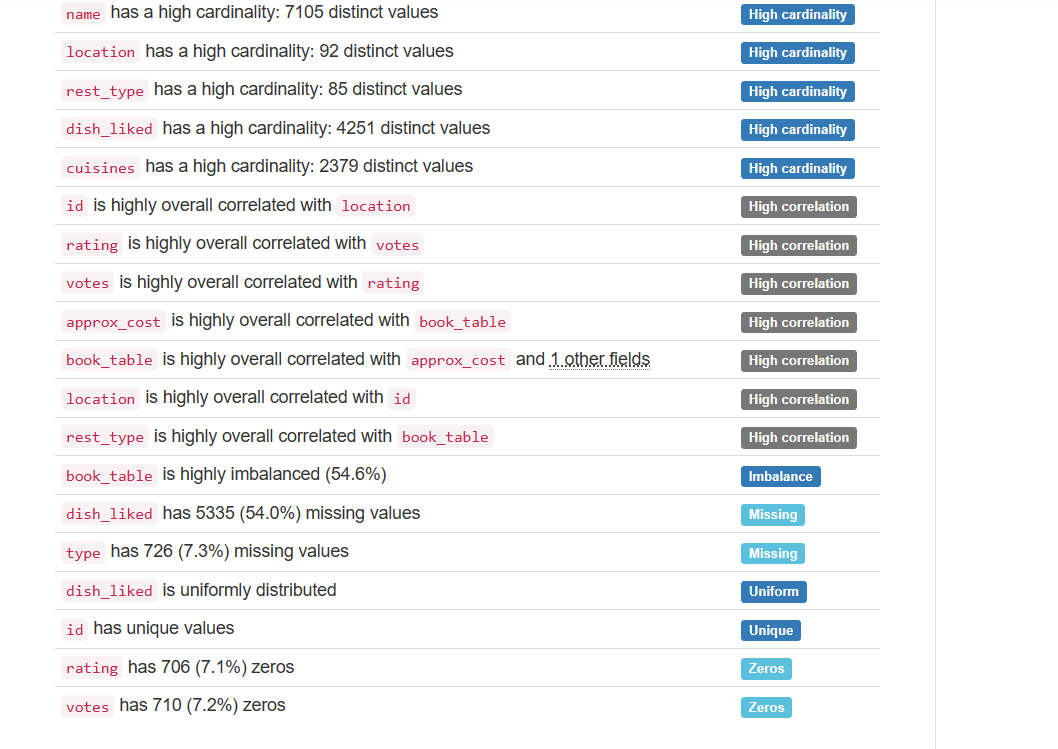 name has a high cardinality: 7105 distinct values High cardinality
location has a high cardinality: 92 distinct values High cardinality
rest_type has a high cardinality: 85 distinct values High cardinality
dish_liked has a high cardinality: 4251 distinct values High cardinality
cuisines has a high cardinality: 2379 distinct values High cardinality
id is highly overall correlated with location High correlation
rating is highly overall correlated with votes High correlation
votes is highly overall correlated with rating High correlation
approx_cost is highly overall correlated with book_table High correlation
book_table is highly overall correlated with approx_cost and 1 other fields High correlation
location is highly overall correlated with id High correlation
rest_type is highly overall correlated with book_table High correlation
book_table is highly imbalanced (54.6%) Imbalance
dish_liked has 5335 (54.0%) missing values Missing
type has 726 (7.3%) missing values Missing
dish_liked is uniformly distributed Uniform
id has unique values Unique
rating has 706 (7.1%) zeros Zeros
votes has 710 (7.2%) zeros Zeros